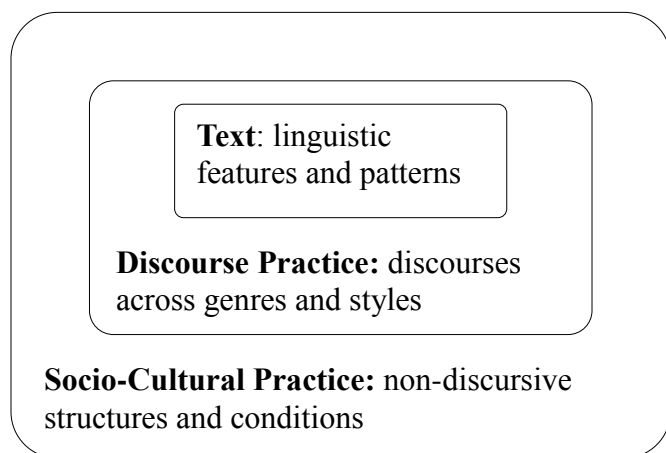 Text: linguistic
features and patterns
Discourse Practice: discourses
across genres and styles
Socio-Cultural Practice: non-discursive
structures and conditions